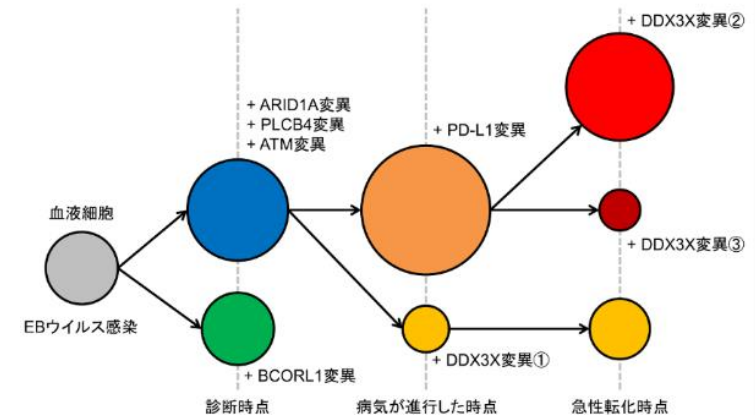 + DDX3X変異②
+ ARID1A変異
+ PLCB4変異
+ ATM変異
+ PD-L1変異
血液細胞
+ DDX3X変異③
EBウイルス感染
+ DDX3X変異①
+ BCORL1変異
診断時点
病気が進行した時点
急性転化時点